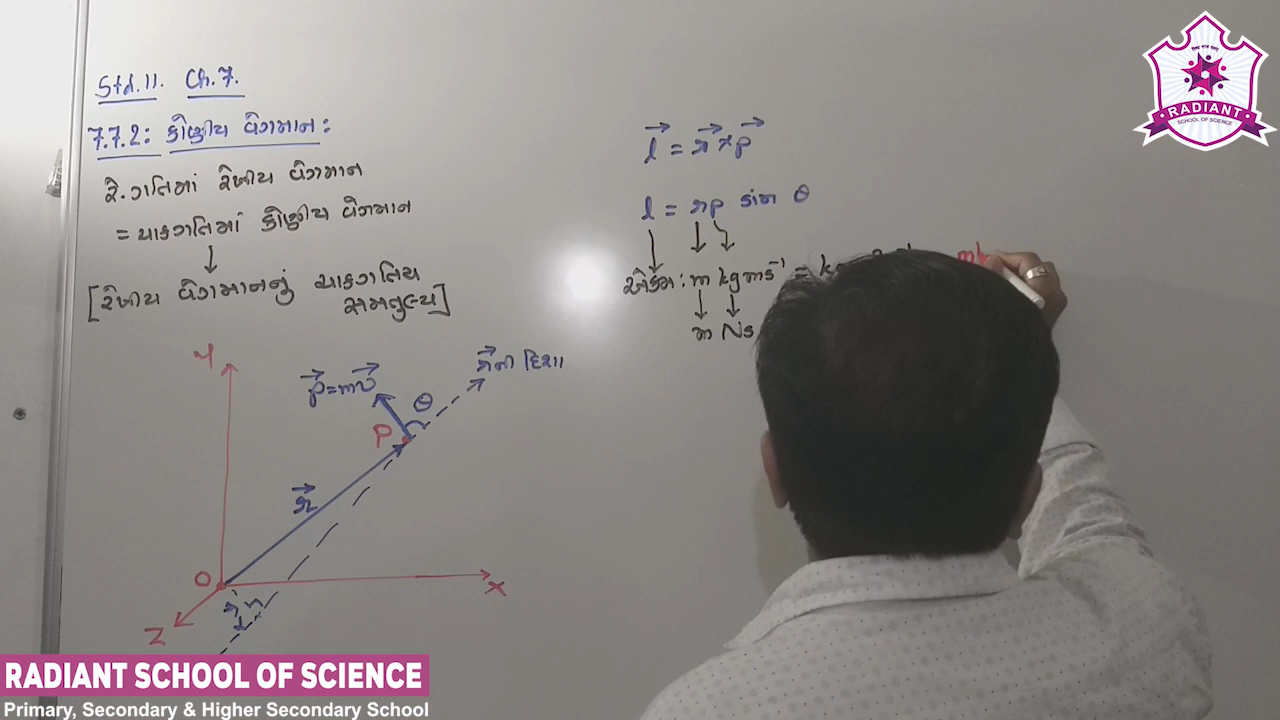 Std.11. Ch.7.
7.7.2: કોણીય વેગમાન:
રે.ગતિમાં રેખીય વેગમાન
= ચાકગતિમાં કોણીય વેગમાન
↓
[રેખીય વેગમાનનું ચાકગતિય
સમતુલ્ય]
Y
p⃗=mv⃗
θ
r⃗ની દિશા
P
r⃗
O
X
Z
l⃗ = r⃗ × p⃗
l = rp sin θ
↓ ↓ ↓
એકમ: m kgms⁻¹ =
↓ ↓
m Ns
RADIANT
SCHOOL OF SCIENCE
RADIANT SCHOOL OF SCIENCE
Primary, Secondary & Higher Secondary School